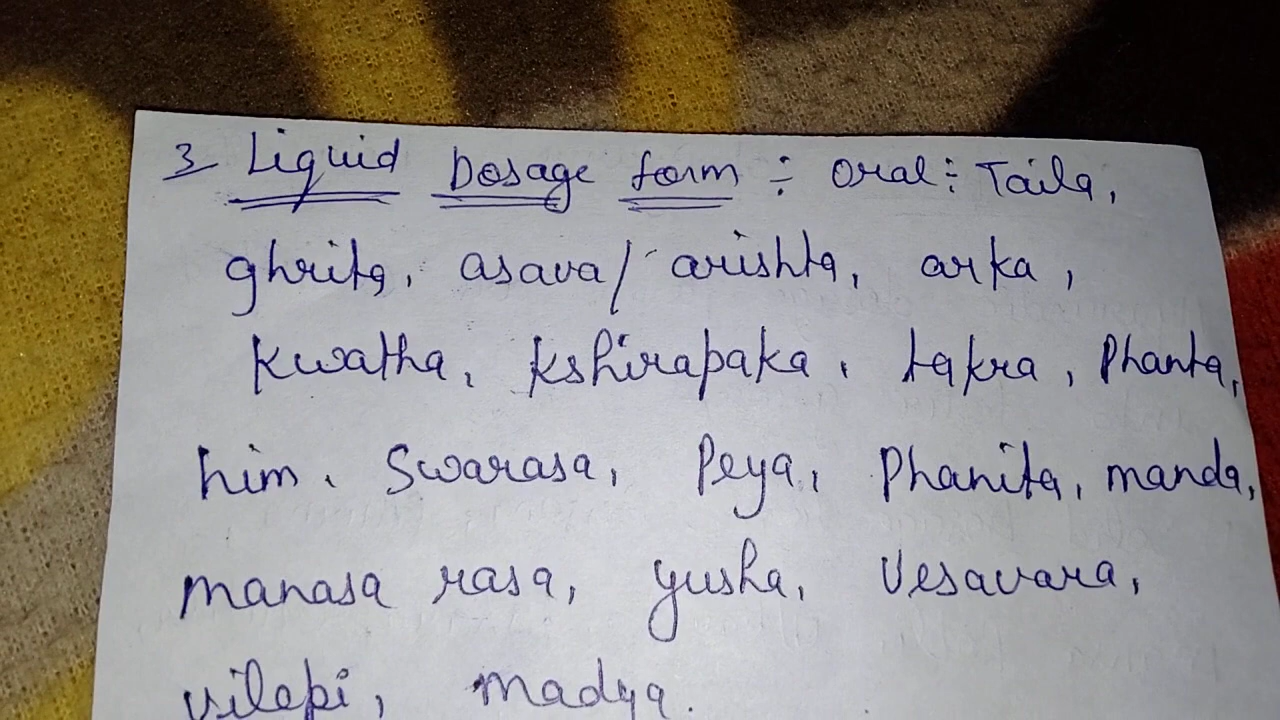 3 Liquid Dosage form ÷ Oral : Taila,
ghrita, asava/ arishta, arka,
Kwatha, Kshirapaka, takra, Phanta,
him, Swarasa, Peya, Phanita, manda,
manasa rasa, yusha, Vesavara,
vilepi, madya.